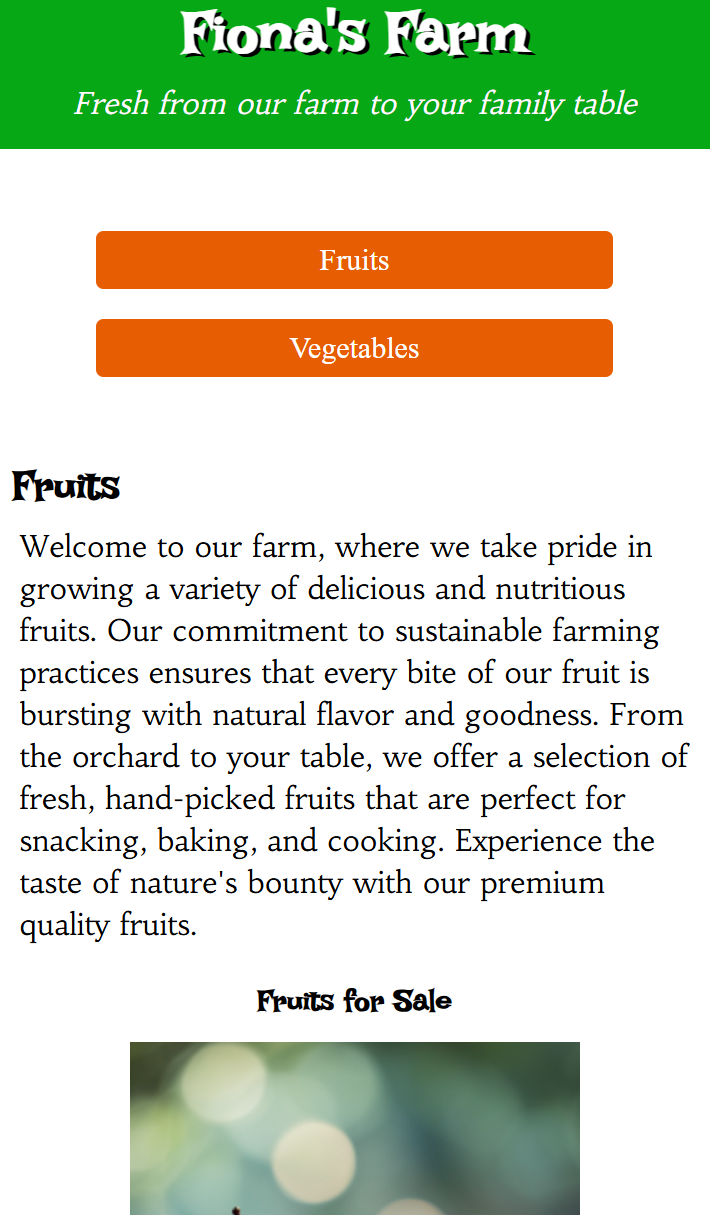 Fiona's Farm
Fresh from our farm to your family table
Fruits
Vegetables
Fruits
Welcome to our farm, where we take pride in
growing a variety of delicious and nutritious
fruits. Our commitment to sustainable farming
practices ensures that every bite of our fruit is
bursting with natural flavor and goodness. From
the orchard to your table, we offer a selection of
fresh, hand-picked fruits that are perfect for
snacking, baking, and cooking. Experience the
taste of nature's bounty with our premium
quality fruits.
Fruits for Sale